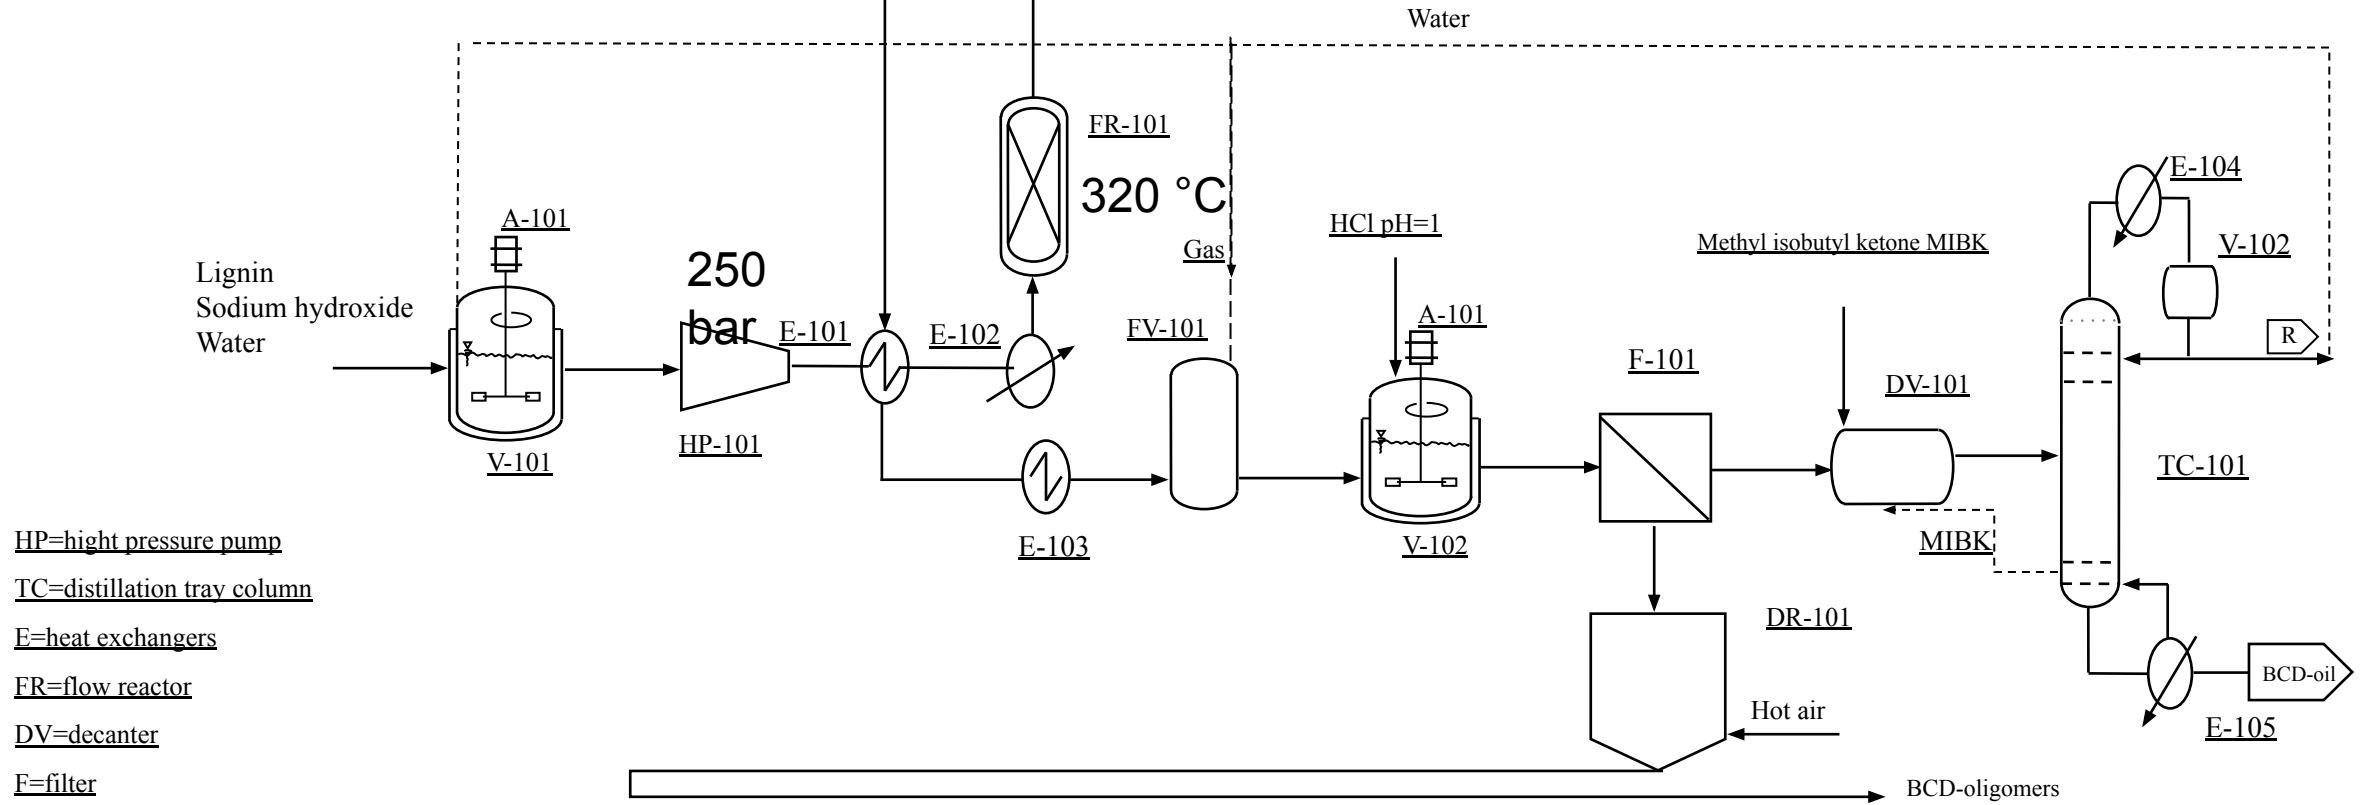 Water
FR-101
320 °C
E-104
A-101
HCl pH=1
Gas
Methyl isobutyl ketone MIBK
V-102
250
bar
Lignin
Sodium hydroxide
Water
E-101
E-102
FV-101
A-101
R
F-101
DV-101
HP-101
V-101
TC-101
E-103
V-102
MIBK
HP=hight pressure pump
TC=distillation tray column
E=heat exchangers
FR=flow reactor
DV=decanter
F=filter
DR-101
BCD-oil
Hot air
E-105
BCD-oligomers